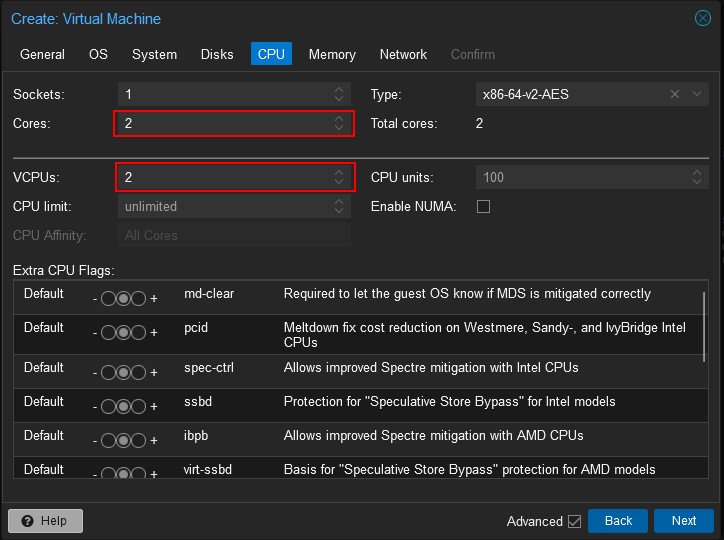 Create: Virtual Machine
General OS System Disks CPU Memory Network Confirm
Sockets: 1 Type: x86-64-v2-AES
Cores: 2 Total cores: 2
VCPUs: 2 CPU units: 100
CPU limit: unlimited Enable NUMA:
CPU Affinity: All Cores
Extra CPU Flags:
Default - + md-clear Required to let the guest OS know if MDS is mitigated correctly
Default - + pcid Meltdown fix cost reduction on Westmere, Sandy-, and IvyBridge Intel
CPUs
Default - + spec-ctrl Allows improved Spectre mitigation with Intel CPUs
Default - + ssbd Protection for "Speculative Store Bypass" for Intel models
Default - + ibpb Allows improved Spectre mitigation with AMD CPUs
Default - + virt-ssbd Basis for "Speculative Store Bypass" protection for AMD models
? Help Advanced Back Next